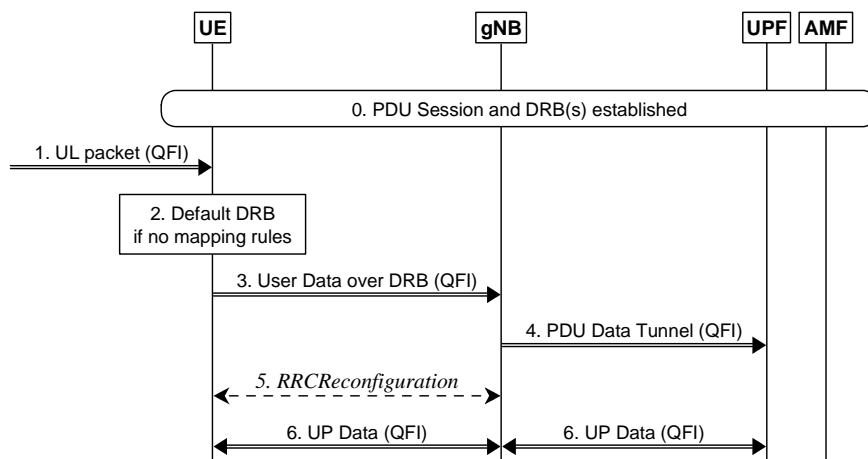 UE
gNB
UPF
AMF
0. PDU Session and DRB(s) established
1. UL packet (QFI)
2. Default DRB
if no mapping rules
3. User Data over DRB (QFI)
4. PDU Data Tunnel (QFI)
5. RRCReconfiguration
6. UP Data (QFI)
6. UP Data (QFI)